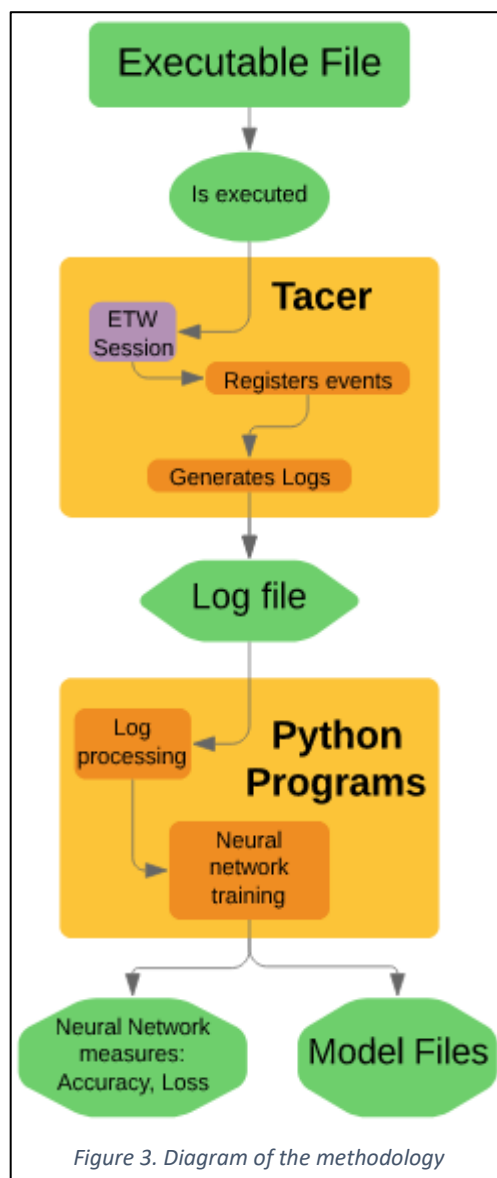 Executable File
Is executed
Tacer
ETW
Session
Registers events
Generates Logs
Log file
Log
processing
Python
Programs
Neural
network
training
Neural Network
measures:
Accuracy, Loss
Model Files
Figure 3. Diagram of the methodology